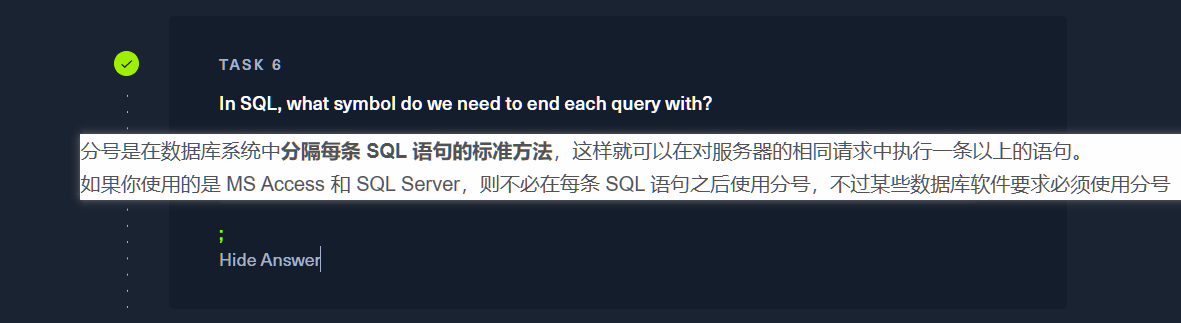 TASK 6
In SQL, what symbol do we need to end each query with?
分号是在数据库系统中分隔每条 SQL 语句的标准方法，这样就可以在对服务器的相同请求中执行一条以上的语句。
如果你使用的是 MS Access 和 SQL Server，则不必在每条 SQL 语句之后使用分号，不过某些数据库软件要求必须使用分号
;
Hide Answer